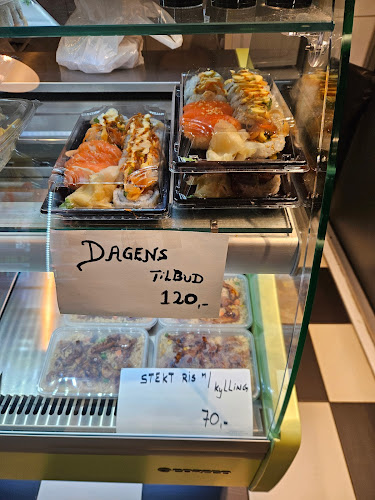 DAGENS
TILBUD
120,-
STEKT RIS M/
KYLLING
70,-